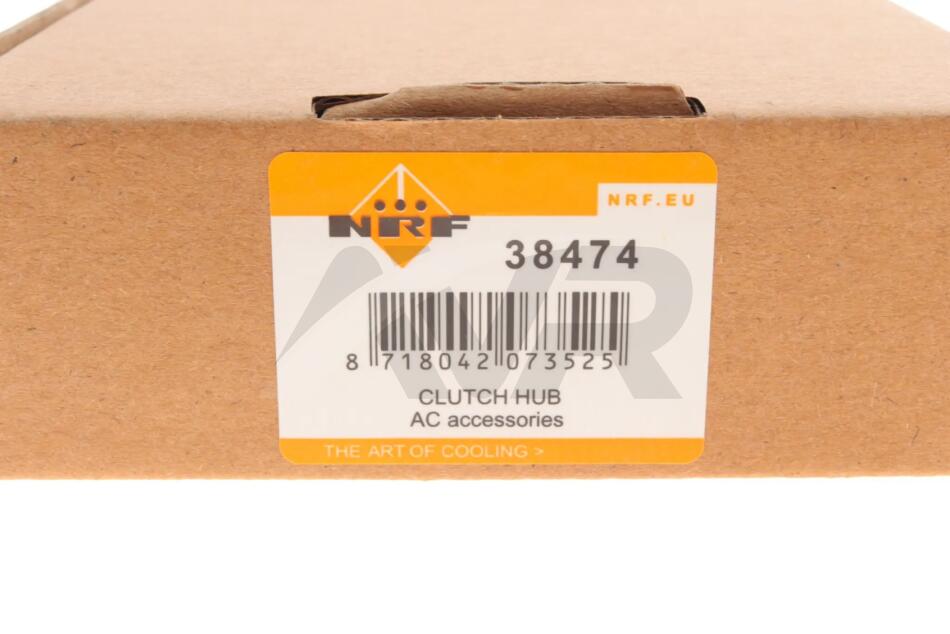 NRF.EU
NRF
38474
8 718042 073525
CLUTCH HUB
AC accessories
THE ART OF COOLING >